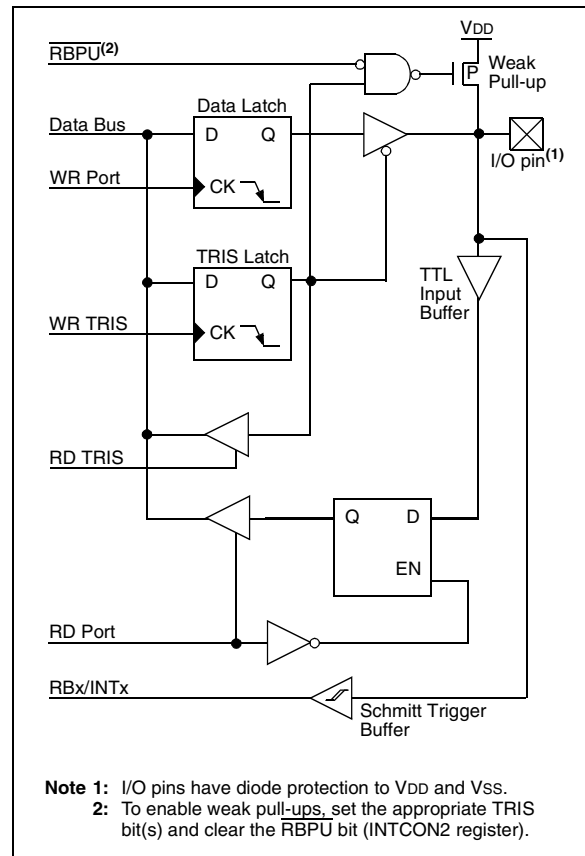 VDD
RBPU(2)
P
Weak
Pull-up
Data Latch
Data Bus
D Q
I/O pin(1)
WR Port
CK
TRIS Latch
D Q
TTL
Input
Buffer
WR TRIS
CK
RD TRIS
Q D
EN
RD Port
RBx/INTx
Schmitt Trigger
Buffer
Note 1: I/O pins have diode protection to VDD and VSS.
2: To enable weak pull-ups, set the appropriate TRIS
bit(s) and clear the RBPU bit (INTCON2 register).